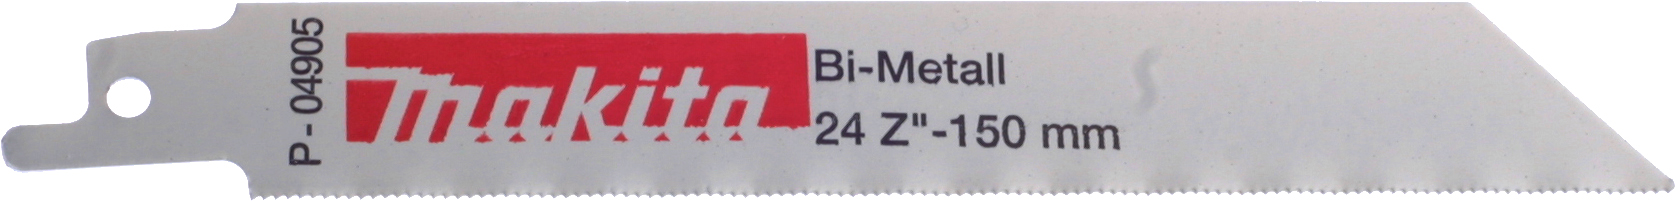 P - 04905
makita
Bi-Metall
24 Z"-150 mm